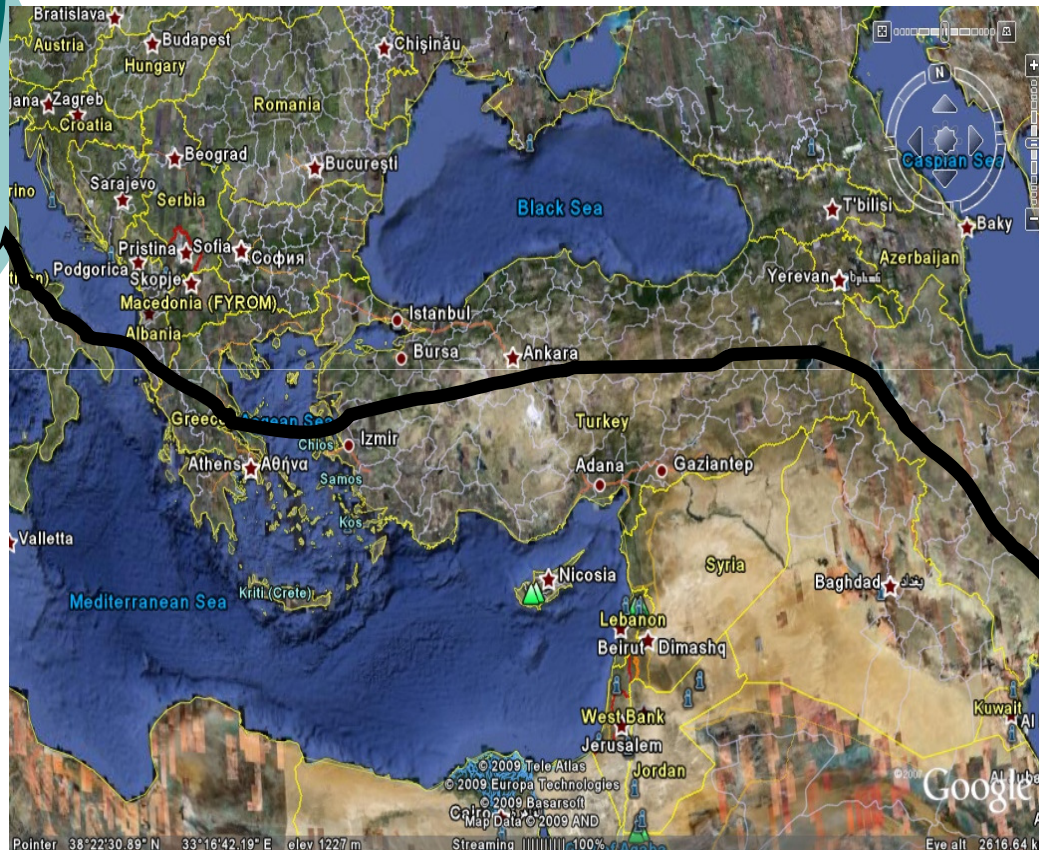 Bratislava
Austria
Budapest
Hungary
Chișinău
Zagreb
Croatia
Romania
Beograd
București
Caspian Sea
N
Sarajevo
Serbia
Black Sea
T'bilisi
Baky
Pristina
Sofia
София
Podgorica
Skopje
Azerbaijan
Yerevan
Macedonia (FYROM)
Albania
Istanbul
Bursa
Ankara
Greece
Aegean Sea
Turkey
Chios
Izmir
Athens
Αθήνα
Samos
Adana
Gaziantep
Kos
Valletta
Syria
Nicosia
Baghdad
بغداد
Kriti (Crete)
Mediterranean Sea
Lebanon
Beirut
Dimashq
Kuwait
Al
West Bank
Jerusalem
Jordan
© 2009 Tele Atlas
© 2009 Europa Technologies
© 2009 Basarsoft
Map Data © 2009 AND
Google
Pointer 38°22'30.89" N 33°16'42.19" E elev 1227 m
Streaming ||||||||| 100%
Eye alt 2616.64 k